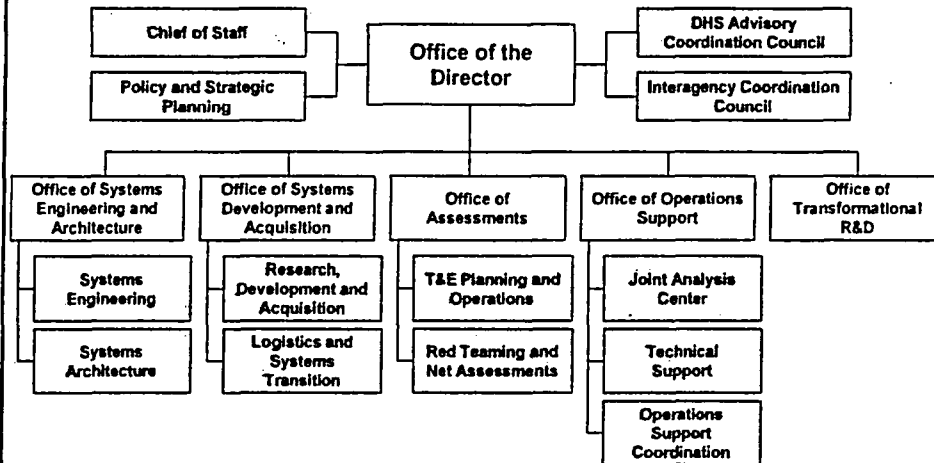 Chief of Staff
Policy and Strategic
Planning
Office of the
Director
DHS Advisory
Coordination Council
Interagency Coordination
Council
Office of Systems
Engineering and
Architecture
Systems
Engineering
Systems
Architecture
Office of Systems
Development and
Acquisition
Research,
Development and
Acquisition
Logistics and
Systems
Transition
Office of
Assessments
T&E Planning and
Operations
Red Teaming and
Net Assessments
Office of Operations
Support
Joint Analysis
Center
Technical
Support
Operations
Support
Coordination
Office of
Transformational
R&D